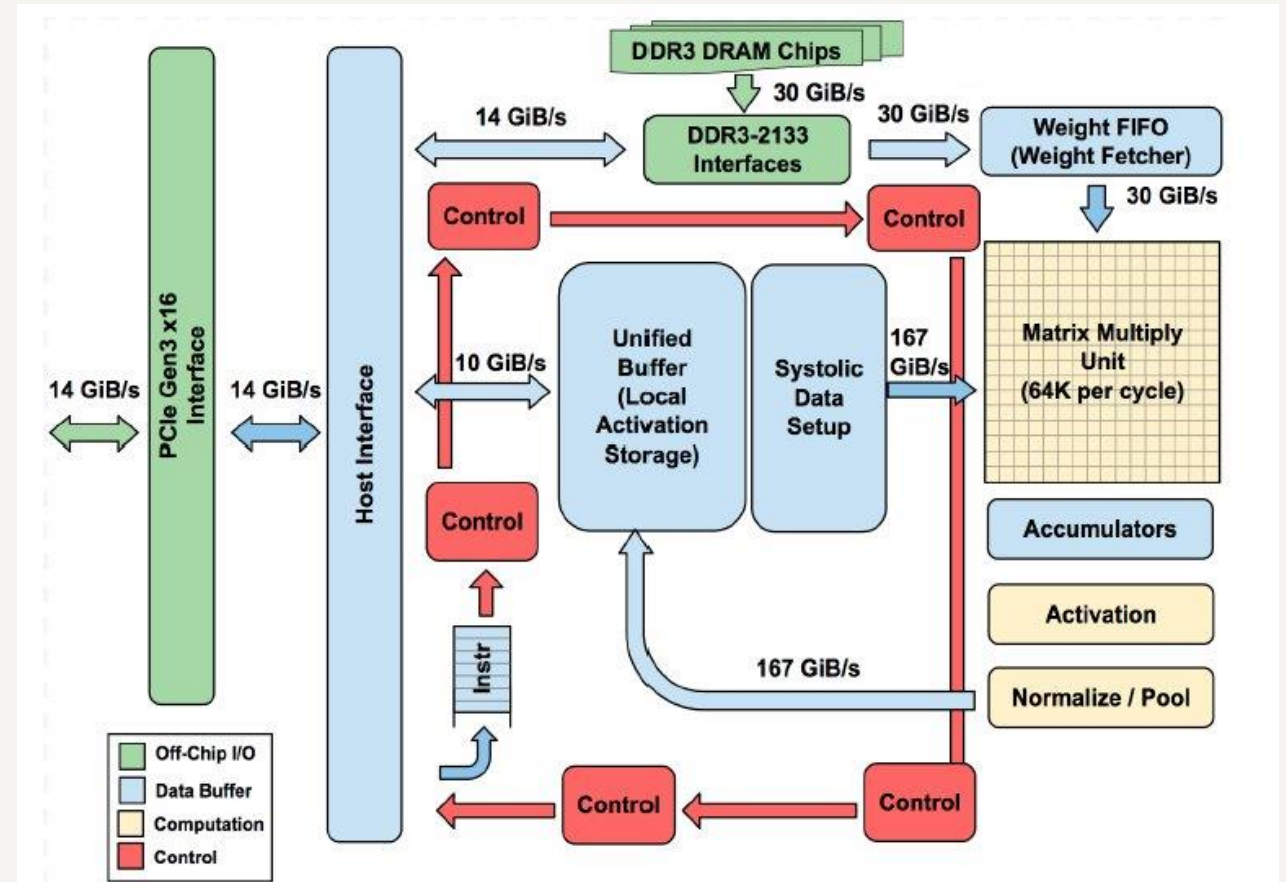 DDR3 DRAM Chips
30 GiB/s
14 GiB/s
DDR3-2133
Interfaces
30 GiB/s
Weight FIFO
(Weight Fetcher)
30 GiB/s
Control
Control
PCIe Gen3 x16
Interface
Host Interface
14 GiB/s
14 GiB/s
10 GiB/s
Unified
Buffer
(Local
Activation
Storage)
Systolic
Data
Setup
167
GiB/s
Matrix Multiply
Unit
(64K per cycle)
Control
Accumulators
Activation
Instr
167 GiB/s
Normalize / Pool
Off-Chip I/O
Data Buffer
Computation
Control
Control
Control